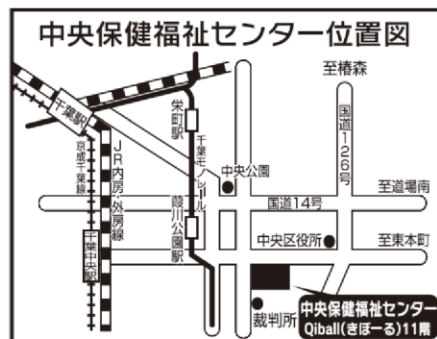 中央保健福祉センター位置図
至椿森
千葉駅
栄町駅
国道126号
京成千葉線
JR内房・外房線
千葉モノレール
中央公園
至道場南
国道14号
葭川公園駅
千葉中央駅
中央区役所
至東本町
裁判所
中央保健福祉センター
Qiball(きぼーる)11階